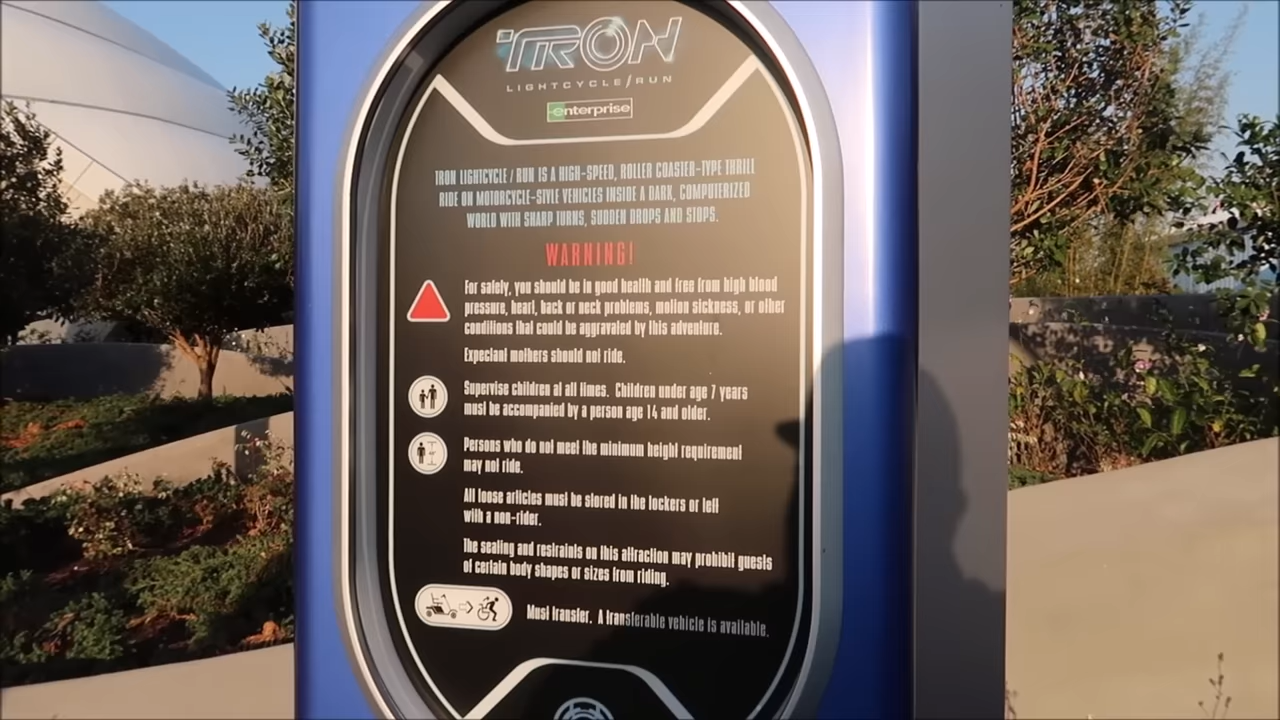 TRON
LIGHTCYCLE / RUN
enterprise
TRON LIGHTCYCLE / RUN IS A HIGH-SPEED, ROLLER COASTER-TYPE THRILL
RIDE ON MOTORCYCLE-STYLE VEHICLES INSIDE A DARK, COMPUTERIZED
WORLD WITH SHARP TURNS, SUDDEN DROPS AND STOPS.
WARNING!
For safety, you should be in good health and free from high blood
pressure, heart, back or neck problems, motion sickness, or other
conditions that could be aggravated by this adventure.
Expectant mothers should not ride.
Supervise children at all times. Children under age 7 years
must be accompanied by a person age 14 and older.
Persons who do not meet the minimum height requirement
may not ride.
All loose articles must be stored in the lockers or left
with a non-rider.
The seating and restraints on this attraction may prohibit guests
of certain body shapes or sizes from riding.
Must transfer. A transferable vehicle is available.